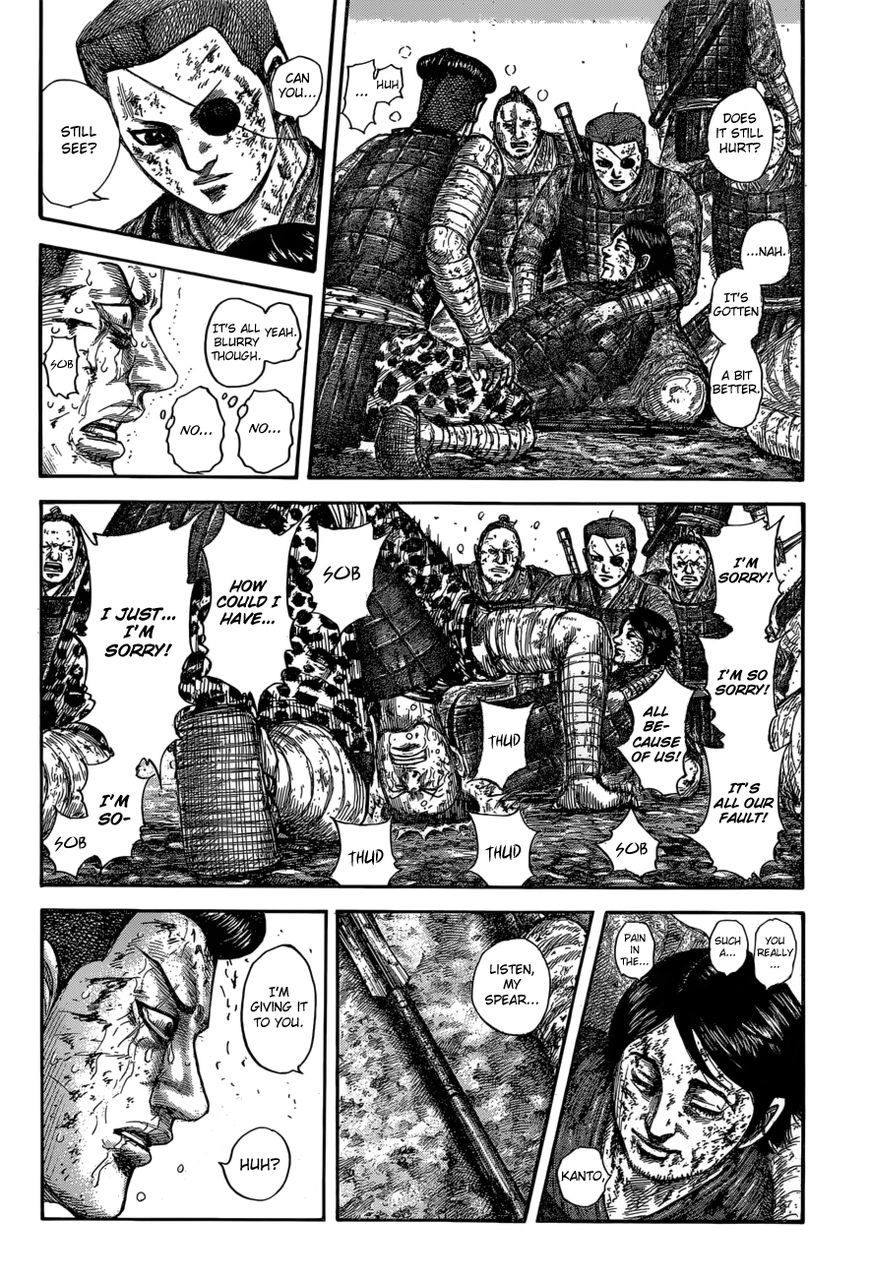 DOES IT STILL HURT?
...NAH.
IT'S GOTTEN
A BIT BETTER.
... HUH
CAN YOU...
STILL SEE?
YEAH.
IT'S ALL BLURRY THOUGH.
NO...
NO...
SOB
I'M SORRY!
I'M SO SORRY!
IT'S ALL OUR FAULT!
ALL BE-
CAUSE OF US!
SOB
THUD
THUD
THUD
SOB
HOW COULD I HAVE...
I JUST... I'M SORRY!
I'M SO-
SOB
YOU REALLY...
SUCH A...
PAIN IN THE...
KANTO,
LISTEN, MY SPEAR...
I'M GIVING IT TO YOU.
HUH?